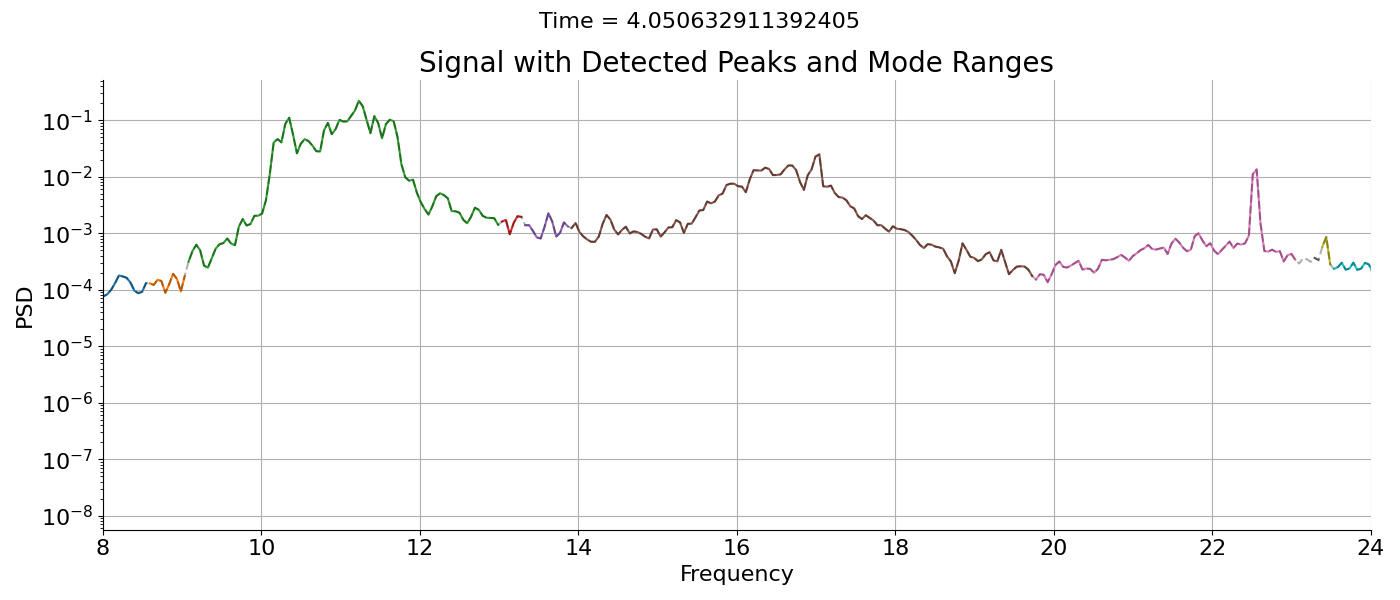 Time = 4.050632911392405
Signal with Detected Peaks and Mode Ranges
10⁻¹
10⁻²
10⁻³
10⁻⁴
10⁻⁵
10⁻⁶
10⁻⁷
10⁻⁸
PSD
8 10 12 14 16 18 20 22 24
Frequency